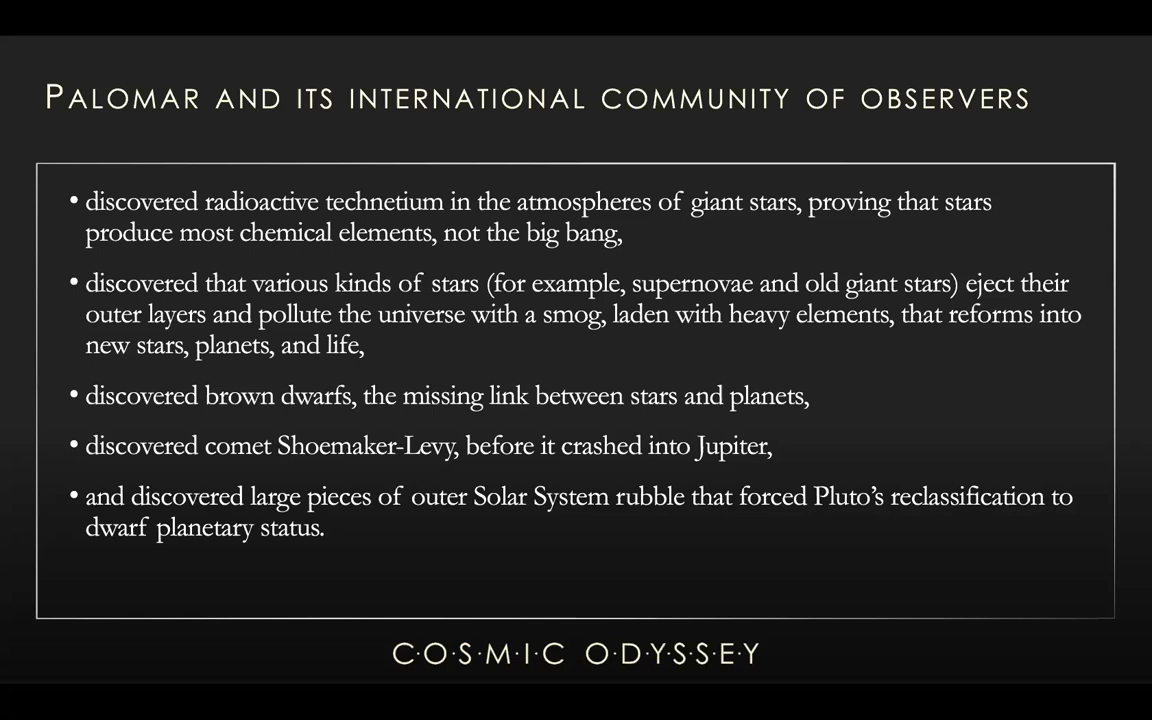 PALOMAR AND ITS INTERNATIONAL COMMUNITY OF OBSERVERS
• discovered radioactive technetium in the atmospheres of giant stars, proving that stars
produce most chemical elements, not the big bang,
• discovered that various kinds of stars (for example, supernovae and old giant stars) eject their
outer layers and pollute the universe with a smog, laden with heavy elements, that reforms into
new stars, planets, and life,
• discovered brown dwarfs, the missing link between stars and planets,
• discovered comet Shoemaker-Levy, before it crashed into Jupiter,
• and discovered large pieces of outer Solar System rubble that forced Pluto’s reclassification to
dwarf planetary status.
C·O·S·M·I·C O·D·Y·S·S·E·Y